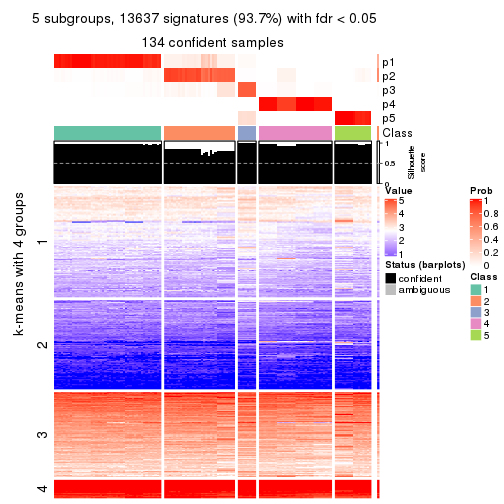 5 subgroups, 13637 signatures (93.7%) with fdr < 0.05
134 confident samples
p1
p2
p3
p4
p5
Class
1
0.5
0
Silhouette
score
k-means with 4 groups
1
2
3
4
Value
5
4
3
2
1
Status (barplots)
confident
ambiguous
Prob
1
0.8
0.6
0.4
0.2
0
Class
1
2
3
4
5